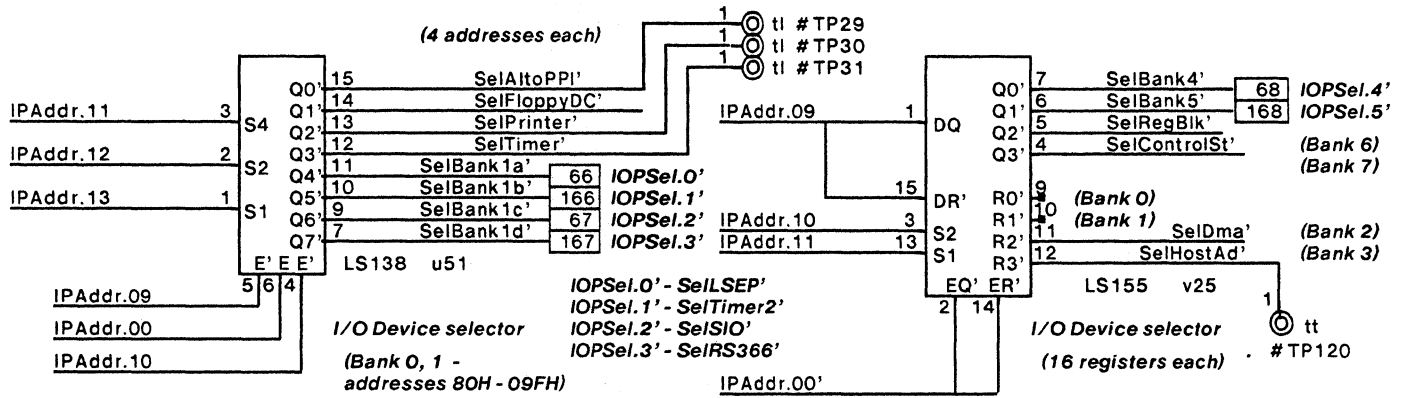 (4 addresses each)
1 tl #TP29
1 tl #TP30
1 tl #TP31
IPAddr.11 3 S4
IPAddr.12 2 S2
IPAddr.13 1 S1
Q0' 15 SelAltoPPI'
Q1' 14 SelFloppyDC'
Q2' 13 SelPrinter'
Q3' 12 SelTimer'
Q4' 11 SelBank1a' 66 IOPSel.0'
Q5' 10 SelBank1b' 166 IOPSel.1'
Q6' 9 SelBank1c' 67 IOPSel.2'
Q7' 7 SelBank1d' 167 IOPSel.3'
E' E E'
5 6 4
LS138 u51
IPAddr.09
IPAddr.00
IPAddr.10
I/O Device selector
(Bank 0, 1 -
addresses 80H - 09FH)
IOPSel.0' - SelLSEP'
IOPSel.1' - SelTimer2'
IOPSel.2' - SelSIO'
IOPSel.3' - SelRS366'
IPAddr.09 1 DQ
15 DR'
IPAddr.10 3 S2
IPAddr.11 13 S1
Q0' 7 SelBank4' 68 IOPSel.4'
Q1' 6 SelBank5' 168 IOPSel.5'
Q2' 5 SelRegBlk' (Bank 6)
Q3' 4 SelControlSt' (Bank 7)
R0' 9 (Bank 0)
R1' 10 (Bank 1)
R2' 11 SelDma' (Bank 2)
R3' 12 SelHostAd' (Bank 3)
EQ' ER'
2 14
LS155 v25
1 tt
#TP120
I/O Device selector
(16 registers each)
IPAddr.00'